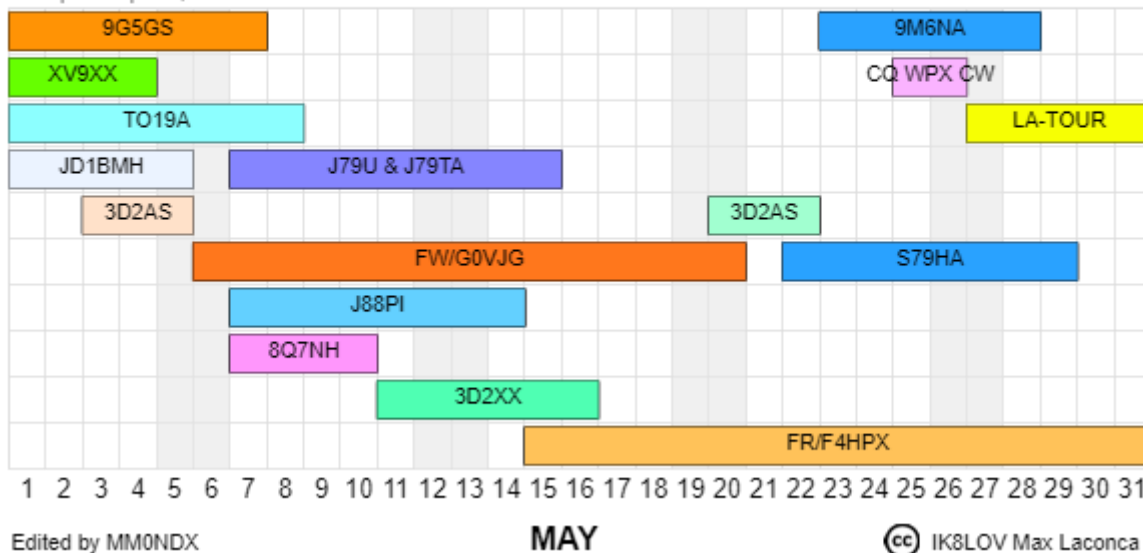 9G5GS 9M6NA
XV9XX CQ WPX CW
TO19A LA-TOUR
JD1BMH J79U & J79TA
3D2AS 3D2AS
FW/G0VJG S79HA
J88PI
8Q7NH
3D2XX
FR/F4HPX
1 2 3 4 5 6 7 8 9 10 11 12 13 14 15 16 17 18 19 20 21 22 23 24 25 26 27 28 29 30 31
Edited by MM0NDX MAY cc IK8LOV Max Laconca